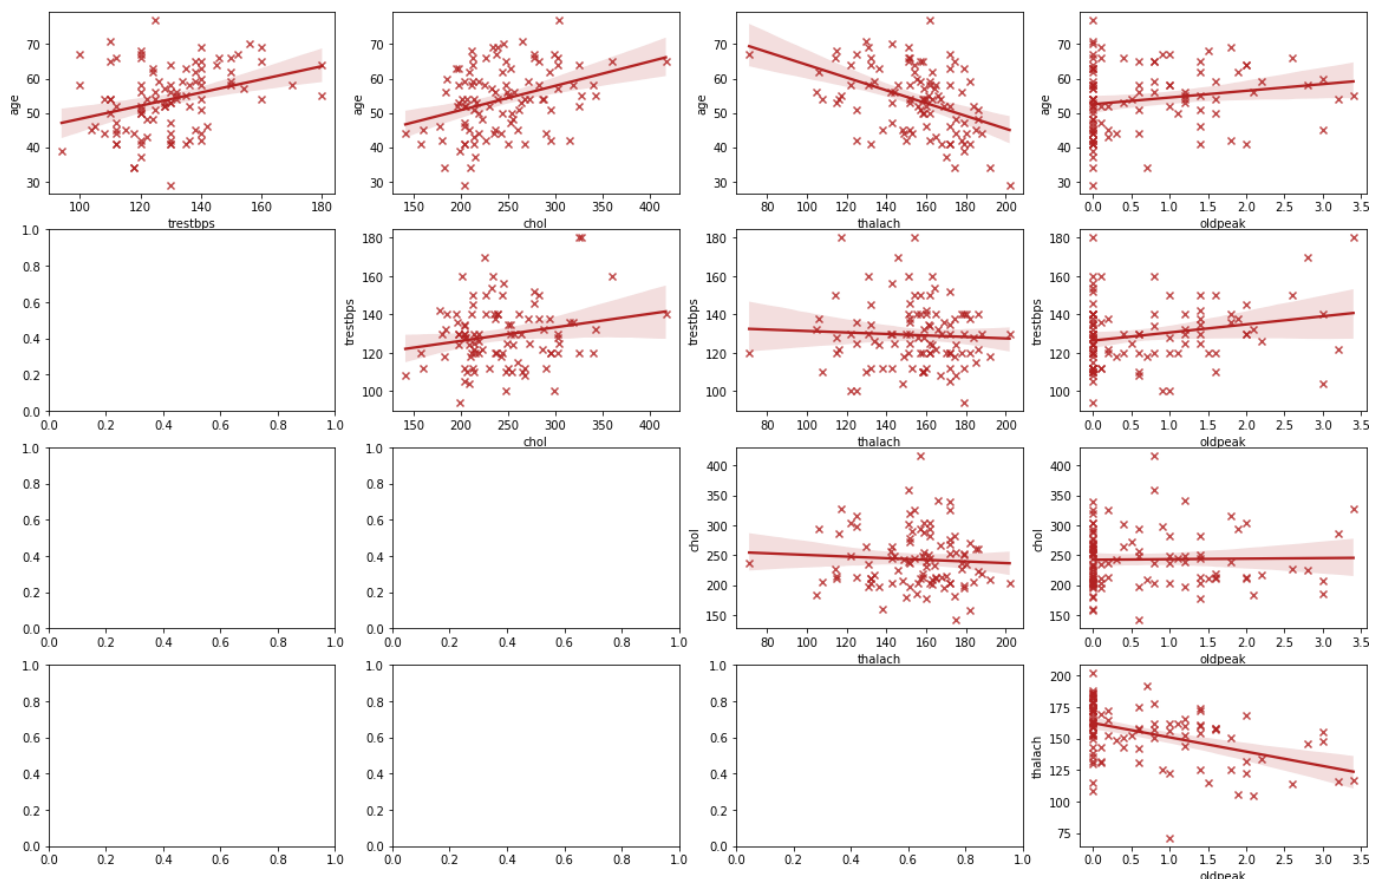 70
60
50
40
30
age
100 120 140 160 180
trestbps
70
60
50
40
30
age
150 200 250 300 350 400
chol
70
60
50
40
30
age
80 100 120 140 160 180 200
thalach
70
60
50
40
30
age
0.0 0.5 1.0 1.5 2.0 2.5 3.0 3.5
oldpeak
1.0
0.8
0.6
0.4
0.2
0.0
0.0 0.2 0.4 0.6 0.8 1.0
180
160
140
120
100
trestbps
150 200 250 300 350 400
chol
180
160
140
120
100
trestbps
80 100 120 140 160 180 200
thalach
180
160
140
120
100
trestbps
0.0 0.5 1.0 1.5 2.0 2.5 3.0 3.5
oldpeak
1.0
0.8
0.6
0.4
0.2
0.0
0.0 0.2 0.4 0.6 0.8 1.0
1.0
0.8
0.6
0.4
0.2
0.0
0.0 0.2 0.4 0.6 0.8 1.0
400
350
300
250
200
150
chol
80 100 120 140 160 180 200
thalach
400
350
300
250
200
150
chol
0.0 0.5 1.0 1.5 2.0 2.5 3.0 3.5
oldpeak
1.0
0.8
0.6
0.4
0.2
0.0
0.0 0.2 0.4 0.6 0.8 1.0
1.0
0.8
0.6
0.4
0.2
0.0
0.0 0.2 0.4 0.6 0.8 1.0
1.0
0.8
0.6
0.4
0.2
0.0
0.0 0.2 0.4 0.6 0.8 1.0
200
175
150
125
100
75
thalach
0.0 0.5 1.0 1.5 2.0 2.5 3.0 3.5
oldpeak